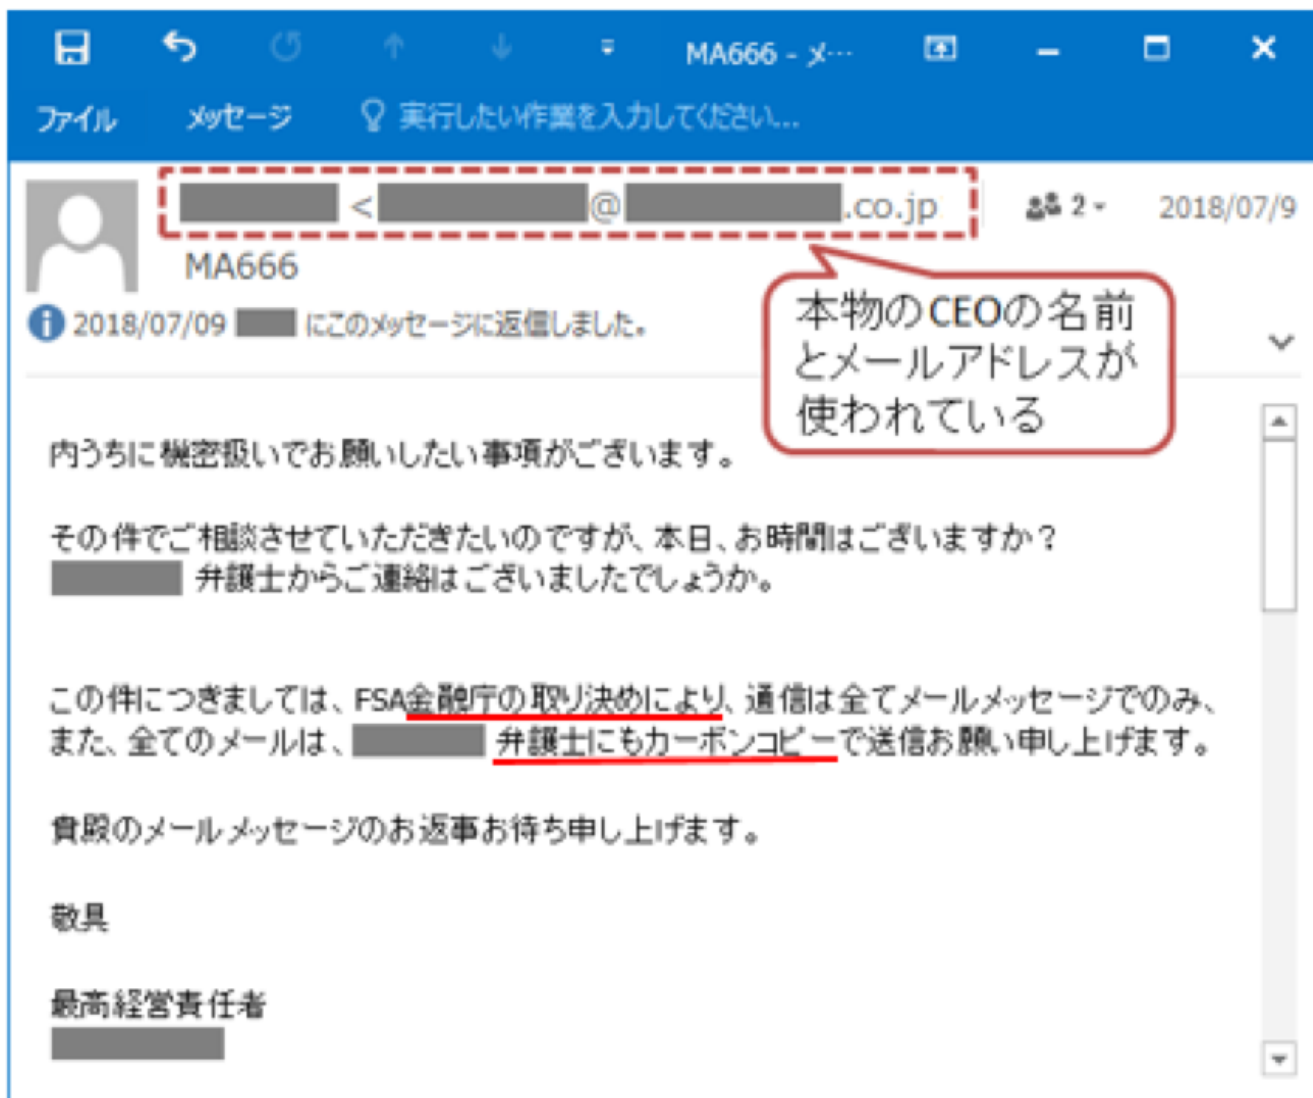 MA666 - メ…
ファイル メッセージ 実行したい作業を入力してください...
<@.co.jp 2 2018/07/9
MA666
2018/07/09 にこのメッセージに返信しました。
本物のCEOの名前
とメールアドレスが
使われている
内うちに機密扱いでお願いしたい事項がございます。
その件でご相談させていただきたいのですが、本日、お時間はございますか？
弁護士からご連絡はございましたでしょうか。
この件につきましては、FSA金融庁の取り決めにより、通信は全てメールメッセージでのみ、
また、全てのメールは、 弁護士にもカーボンコピーで送信お願い申し上げます。
貴殿のメールメッセージのお返事お待ち申し上げます。
敬具
最高経営責任者